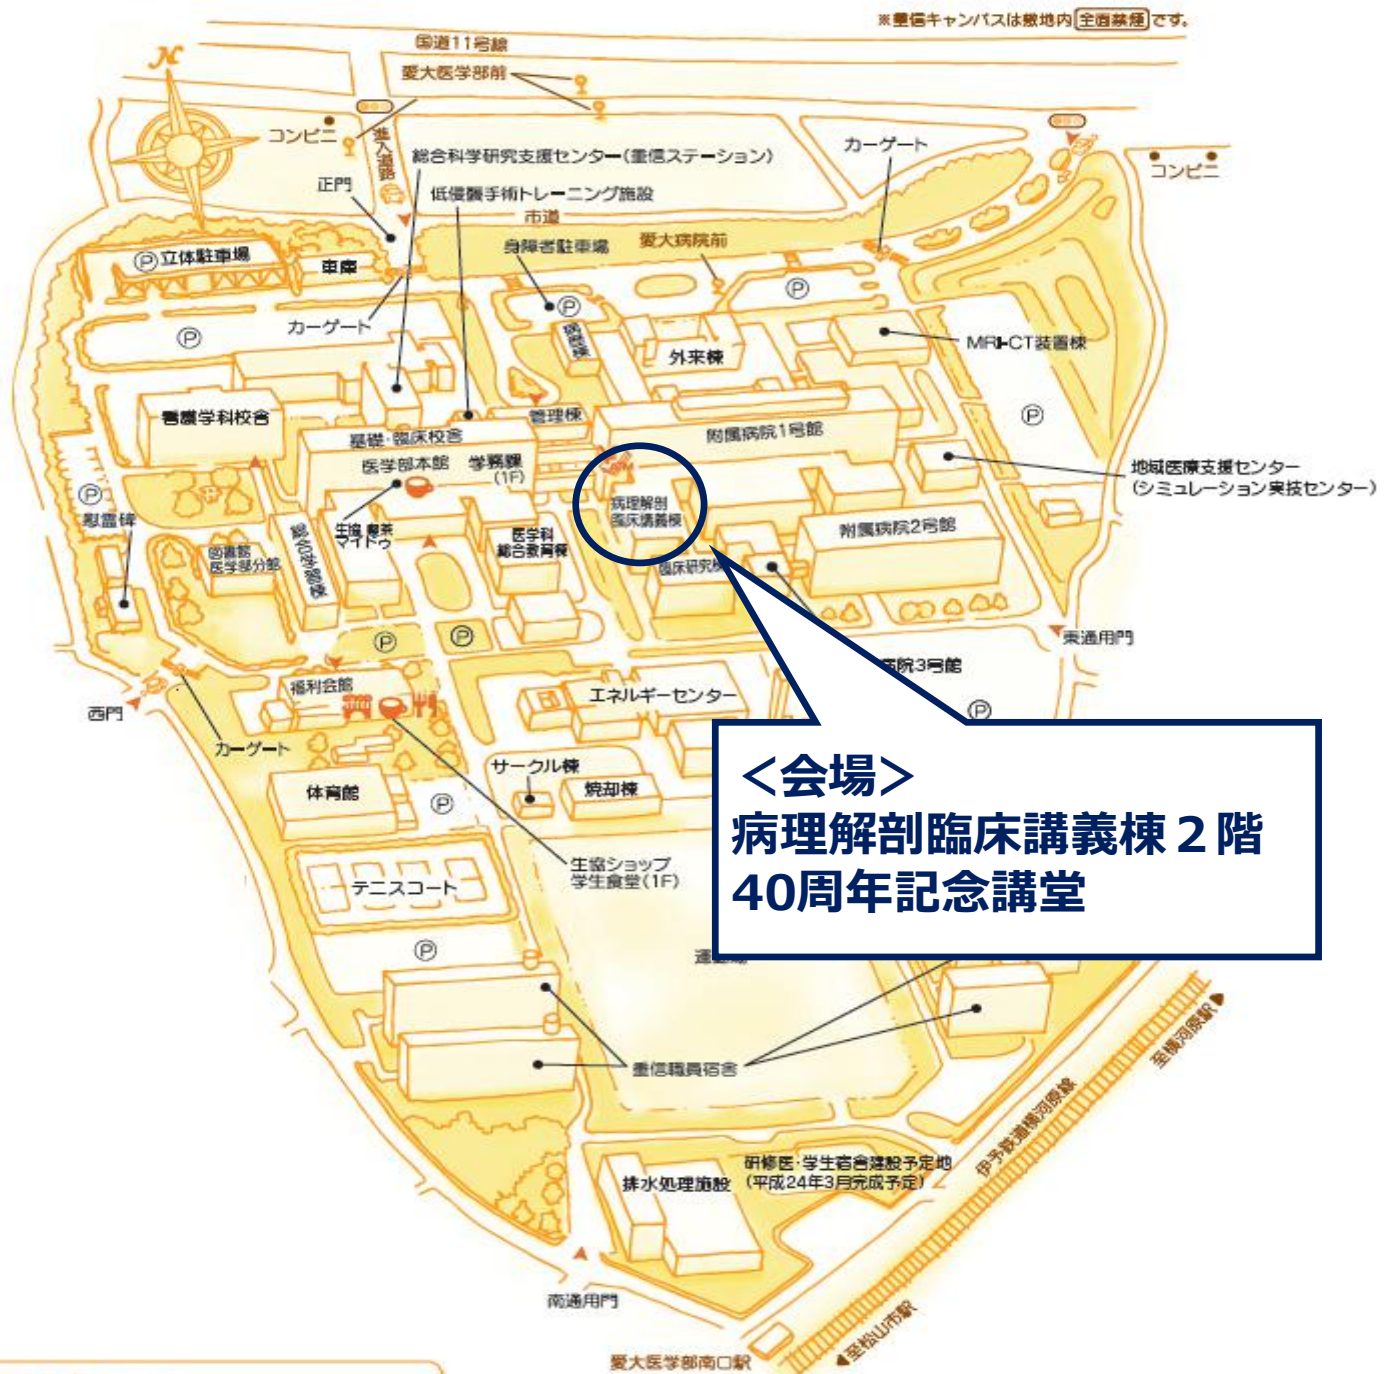 ※重信キャンパスは敷地内全面禁煙です。
国道11号線
愛大医学部前
N
コンビニ
進入道路
総合科学研究支援センター(重信ステーション)
カーゲート
コンビニ
正門
低侵襲手術トレーニング施設
市道
身障者駐車場
愛大病院前
P立体駐車場
車庫
P
P
カーゲート
P
外来棟
MRI-CT装置棟
看護学科校舎
管理棟
P
基礎・臨床校舎
附属病院1号館
医学部本館 学務課
(1F)
地域医療支援センター
(シミュレーション実技センター)
P
慰霊碑
病理解剖
臨床講義棟
生協 喫茶
マイドゥ
医学科
総合教育棟
附属病院2号館
図書館
医学部分館
臨床研究棟
P
P
東通用門
病院3号館
福利会館
エネルギーセンター
P
西門
カーゲート
サークル棟
体育館
P
焼却棟
<会場>
病理解剖臨床講義棟2階
40周年記念講堂
生協ショップ
学生食堂(1F)
テニスコート
P
重信職員宿舎
至横河原駅
伊予鉄道横河原線
研修医・学生宿舎建設予定地
(平成24年3月完成予定)
排水処理施設
南通用門
至松山市駅
愛大医学部南口駅